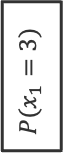 P(x₁ = 3)